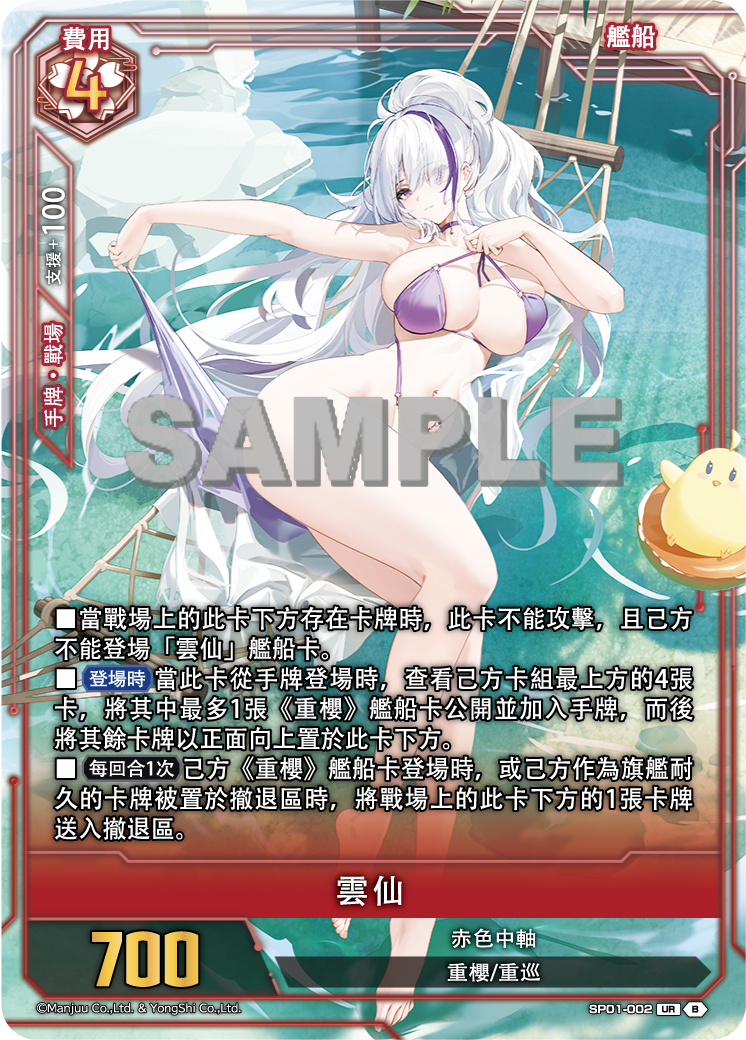 費用
艦船
4
支援+100
手牌・戰場
SAMPLE
■當戰場上的此卡下方存在卡牌時，此卡不能攻擊，且己方
不能登場「雲仙」艦船卡。
■登場時當此卡從手牌登場時，查看己方卡組最上方的4張
卡，將其中最多1張《重櫻》艦船卡公開並加入手牌，而後
將其餘卡牌以正面向上置於此卡下方。
■每回合1次己方《重櫻》艦船卡登場時，或己方作為旗艦耐
久的卡牌被置於撤退區時，將戰場上的此卡下方的1張卡牌
送入撤退區。
雲仙
700
赤色中軸
重櫻/重巡
©Manjuu Co.,Ltd. & YongShi Co.,Ltd.
SP01-002 UR B